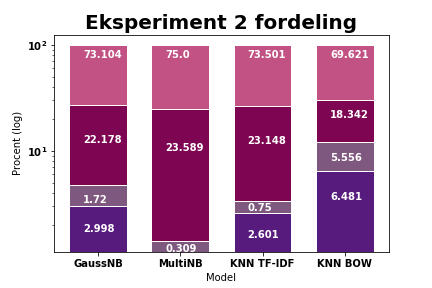 Eksperiment 2 fordeling
Procent (log)
10²
10¹
73.104 75.0 73.501 69.621
22.178 23.589 23.148 18.342
1.72 0.309 0.75 5.556
2.998 2.601 6.481
GaussNB MultiNB KNN TF-IDF KNN BOW
Model